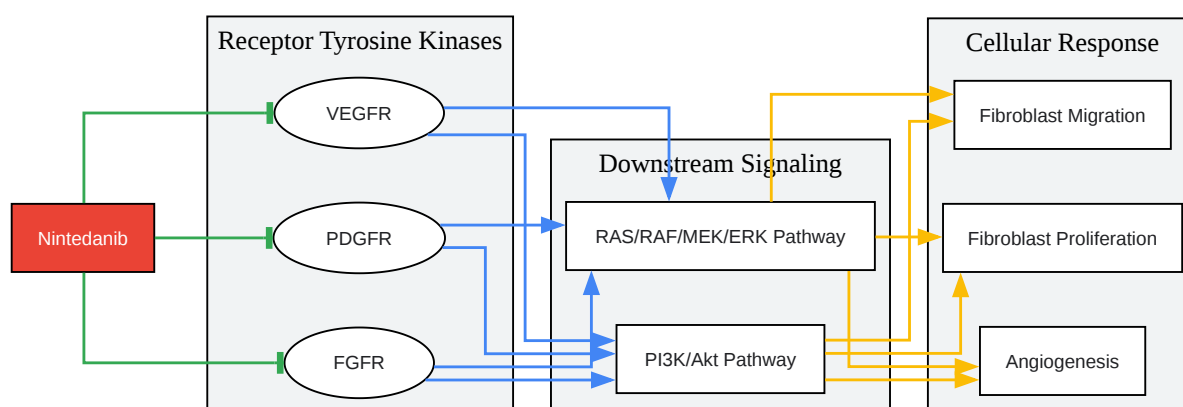 Receptor Tyrosine Kinases
Cellular Response
VEGFR
Fibroblast Migration
Downstream Signaling
Nintedanib
PDGFR
RAS/RAF/MEK/ERK Pathway
Fibroblast Proliferation
FGFR
PI3K/Akt Pathway
Angiogenesis